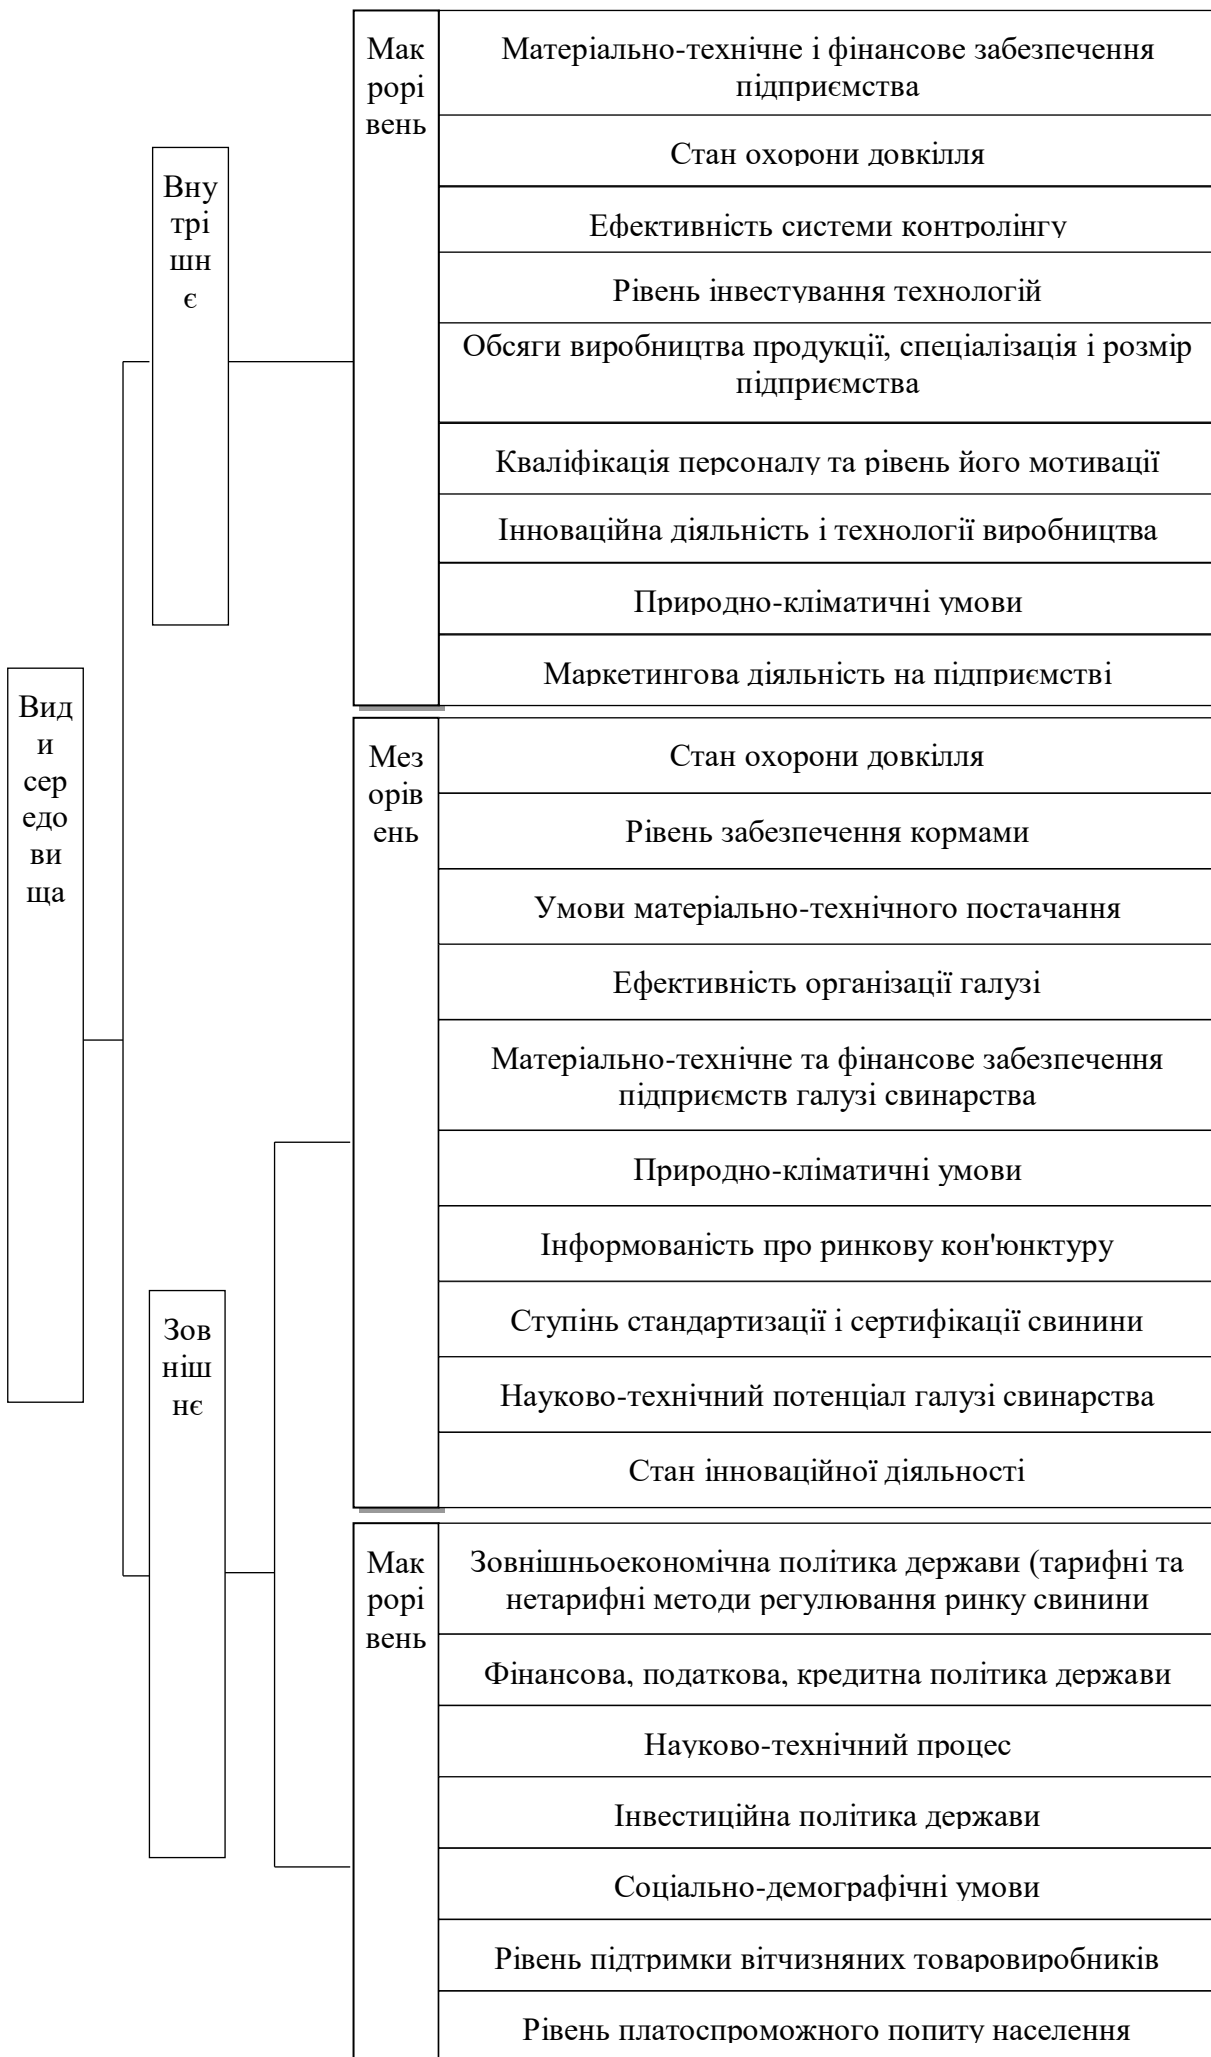 Вид
и
сер
едо
ви
ща
Вну
трі
шн
є
Мак
рорі
вень
Матеріально-технічне і фінансове забезпечення
підприємства
Стан охорони довкілля
Ефективність системи контролінгу
Рівень інвестування технологій
Обсяги виробництва продукції, спеціалізація і розмір
підприємства
Кваліфікація персоналу та рівень його мотивації
Інноваційна діяльність і технології виробництва
Природно-кліматичні умови
Маркетингова діяльність на підприємстві
Зов
ніш
нє
Мез
орів
ень
Стан охорони довкілля
Рівень забезпечення кормами
Умови матеріально-технічного постачання
Ефективність організації галузі
Матеріально-технічне та фінансове забезпечення
підприємств галузі свинарства
Природно-кліматичні умови
Інформованість про ринкову кон'юнктуру
Ступінь стандартизації і сертифікації свинини
Науково-технічний потенціал галузі свинарства
Стан інноваційної діяльності
Мак
рорі
вень
Зовнішньоекономічна політика держави (тарифні та
нетарифні методи регулювання ринку свинини
Фінансова, податкова, кредитна політика держави
Науково-технічний процес
Інвестиційна політика держави
Соціально-демографічні умови
Рівень підтримки вітчизняних товаровиробників
Рівень платоспроможного попиту населення